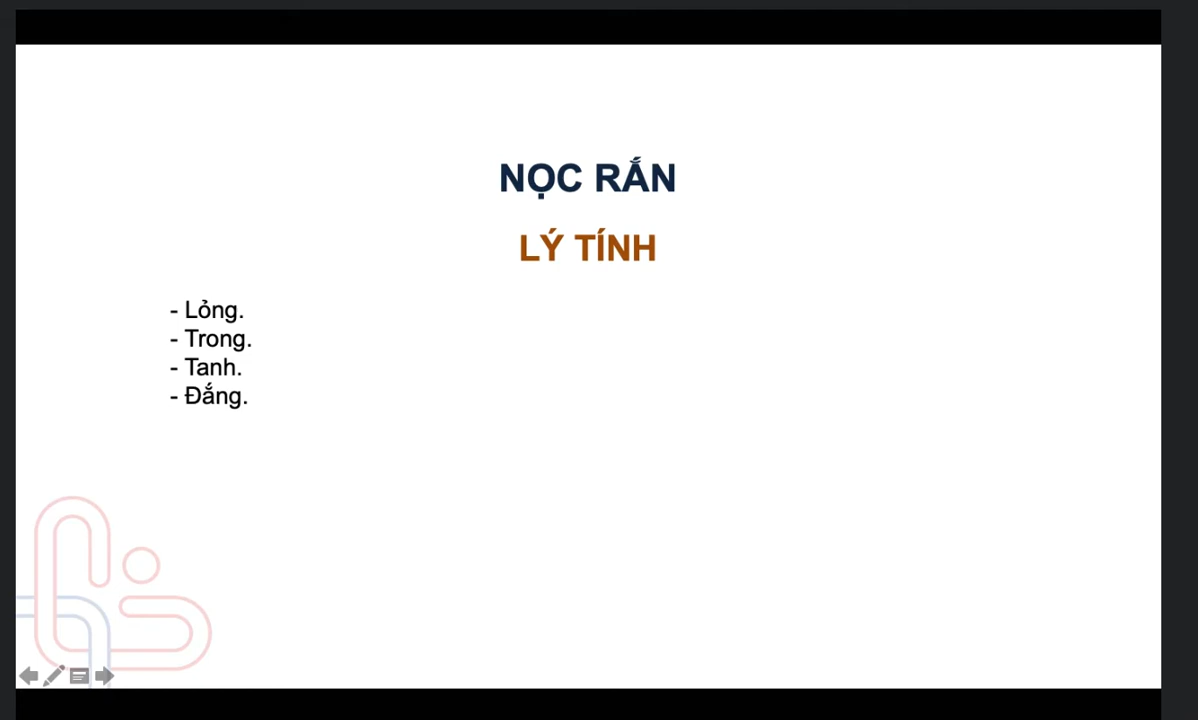 NỌC RẮN
LÝ TÍNH
- Lỏng.
- Trong.
- Tanh.
- Đắng.